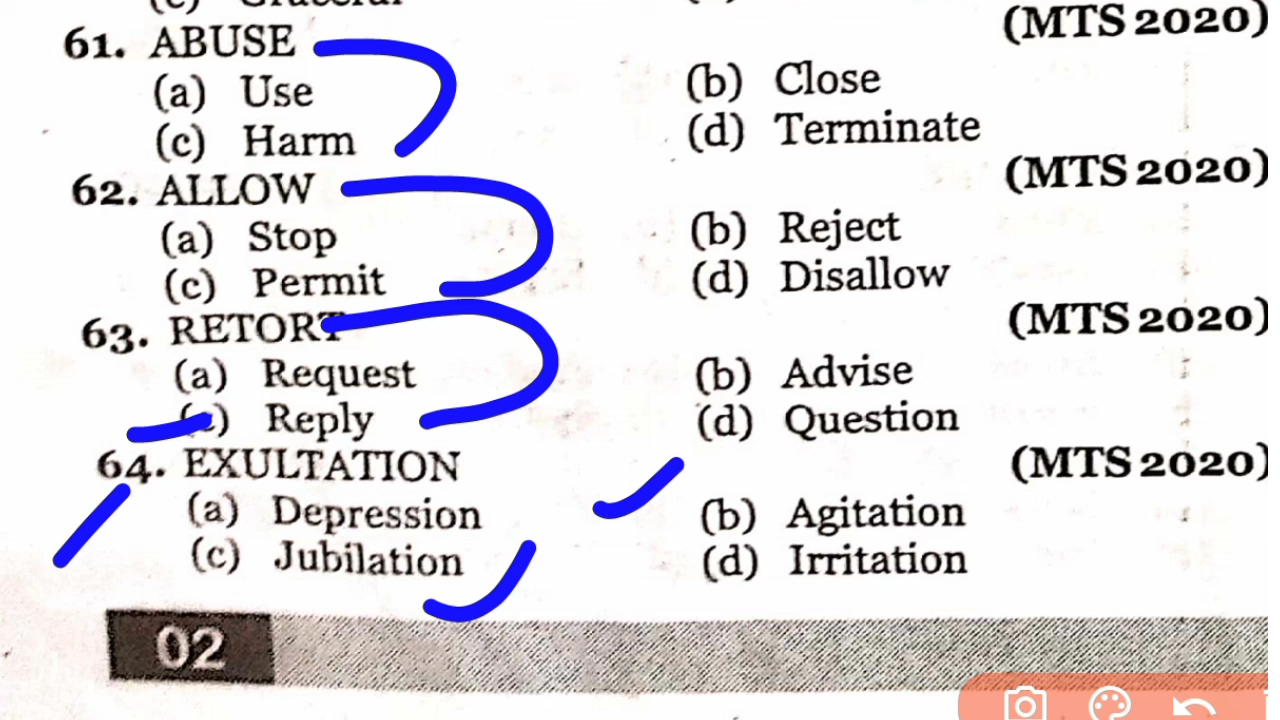 61. ABUSE (MTS 2020)
(a) Use (b) Close
(c) Harm (d) Terminate
62. ALLOW (MTS 2020)
(a) Stop (b) Reject
(c) Permit (d) Disallow
63. RETORT (MTS 2020)
(a) Request (b) Advise
(c) Reply (d) Question
64. EXULTATION (MTS 2020)
(a) Depression (b) Agitation
(c) Jubilation (d) Irritation
02